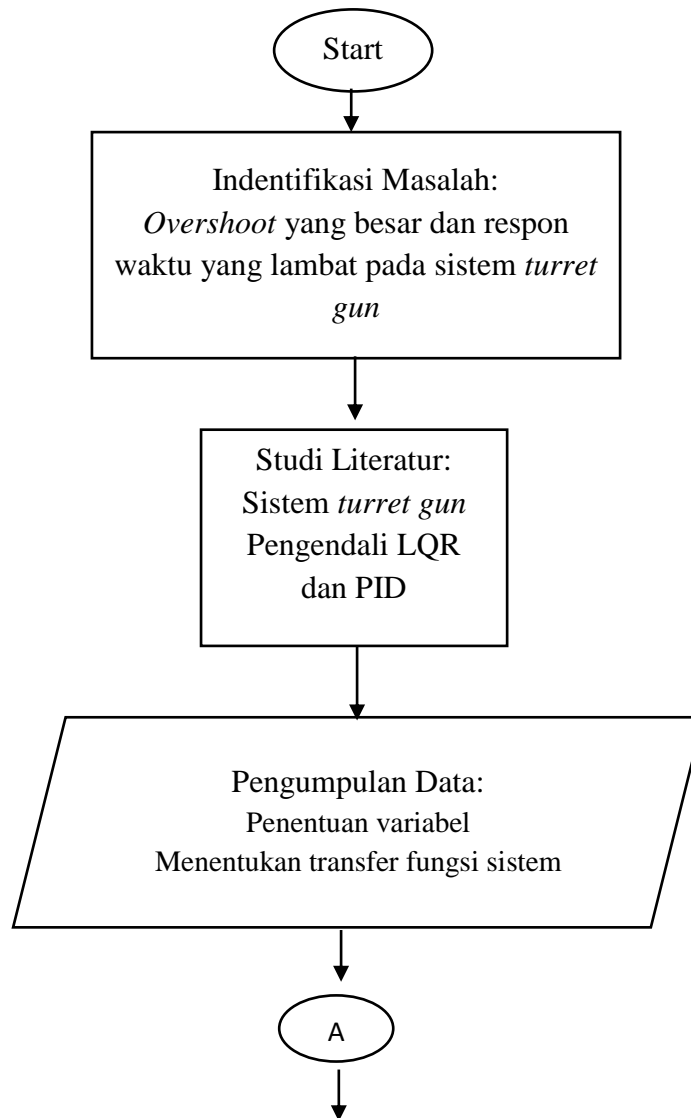 Start
Indentifikasi Masalah:
Overshoot yang besar dan respon
waktu yang lambat pada sistem turret
gun
Studi Literatur:
Sistem turret gun
Pengendali LQR
dan PID
Pengumpulan Data:
Penentuan variabel
Menentukan transfer fungsi sistem
A